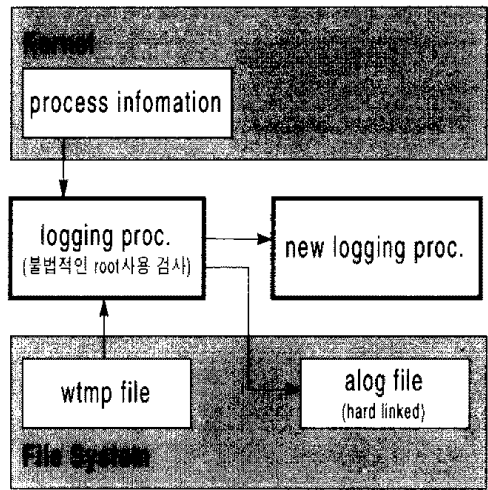 Kernel
process infomation
logging proc.
(불법적인 root사용 검사)
new logging proc.
wtmp file
alog file
(hard linked)
File System